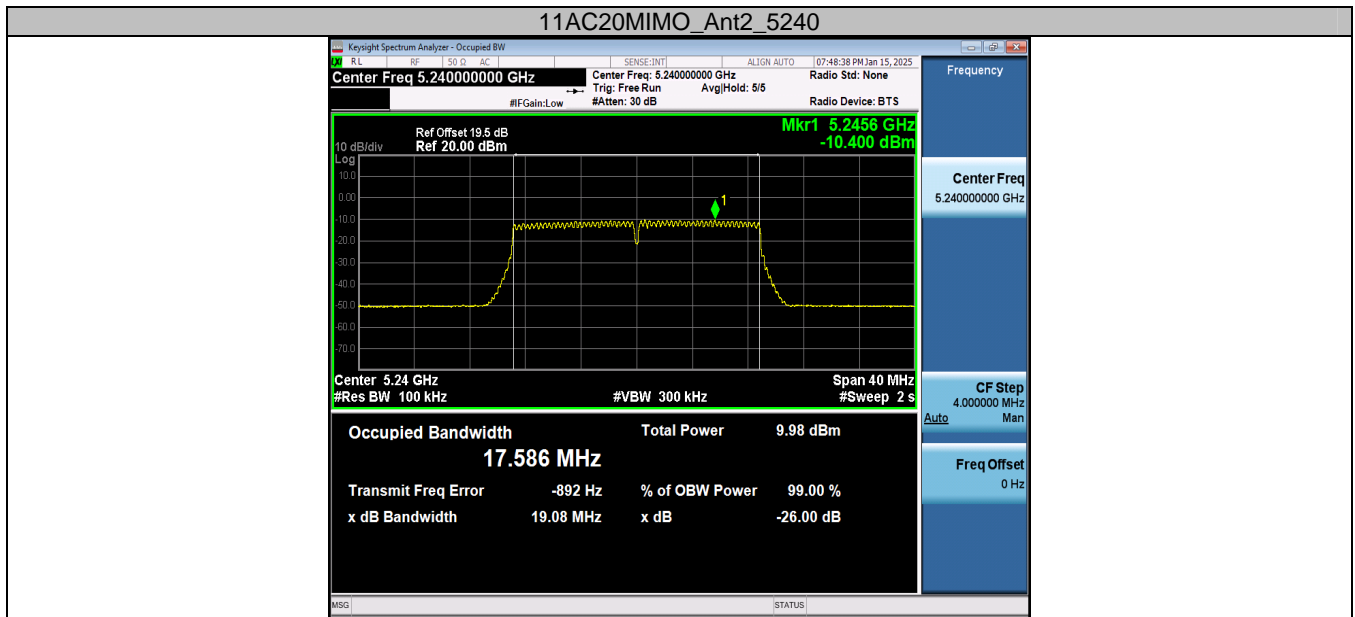 11AC20MIMO_Ant2_5240
Keysight Spectrum Analyzer - Occupied BW
LXI RL RF 50 Ω AC SENSE:INT ALIGN AUTO 07:48:38 PM Jan 15, 2025
Center Freq 5.240000000 GHz
Center Freq: 5.240000000 GHz Radio Std: None
Trig: Free Run Avg|Hold: 5/5
#IFGain:Low #Atten: 30 dB Radio Device: BTS
Mkr1 5.2456 GHz
-10.400 dBm
Ref Offset 19.5 dB
10 dB/div Ref 20.00 dBm
Log
10.0
0.00
-10.0
-20.0
-30.0
-40.0
-50.0
-60.0
-70.0
1
Center 5.24 GHz Span 40 MHz
#Res BW 100 kHz #VBW 300 kHz #Sweep 2 s
Occupied Bandwidth Total Power 9.98 dBm
17.586 MHz
Transmit Freq Error -892 Hz % of OBW Power 99.00 %
x dB Bandwidth 19.08 MHz x dB -26.00 dB
MSG STATUS
Frequency
Center Freq
5.240000000 GHz
CF Step
4.000000 MHz
Auto Man
Freq Offset
0 Hz